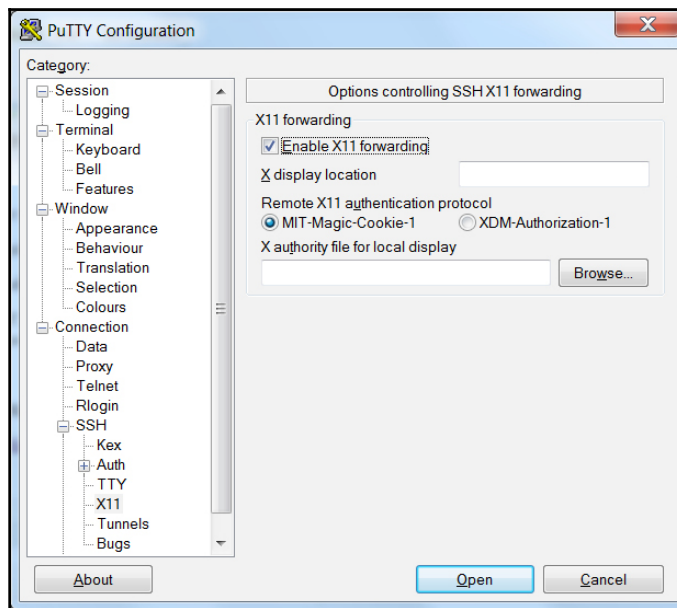 PuTTY Configuration
Category:
Session
Logging
Terminal
Keyboard
Bell
Features
Window
Appearance
Behaviour
Translation
Selection
Colours
Connection
Data
Proxy
Telnet
Rlogin
SSH
Kex
Auth
TTY
X11
Tunnels
Bugs
Options controlling SSH X11 forwarding
X11 forwarding
Enable X11 forwarding
X display location
Remote X11 authentication protocol
MIT-Magic-Cookie-1 XDM-Authorization-1
X authority file for local display
Browse...
About Open Cancel